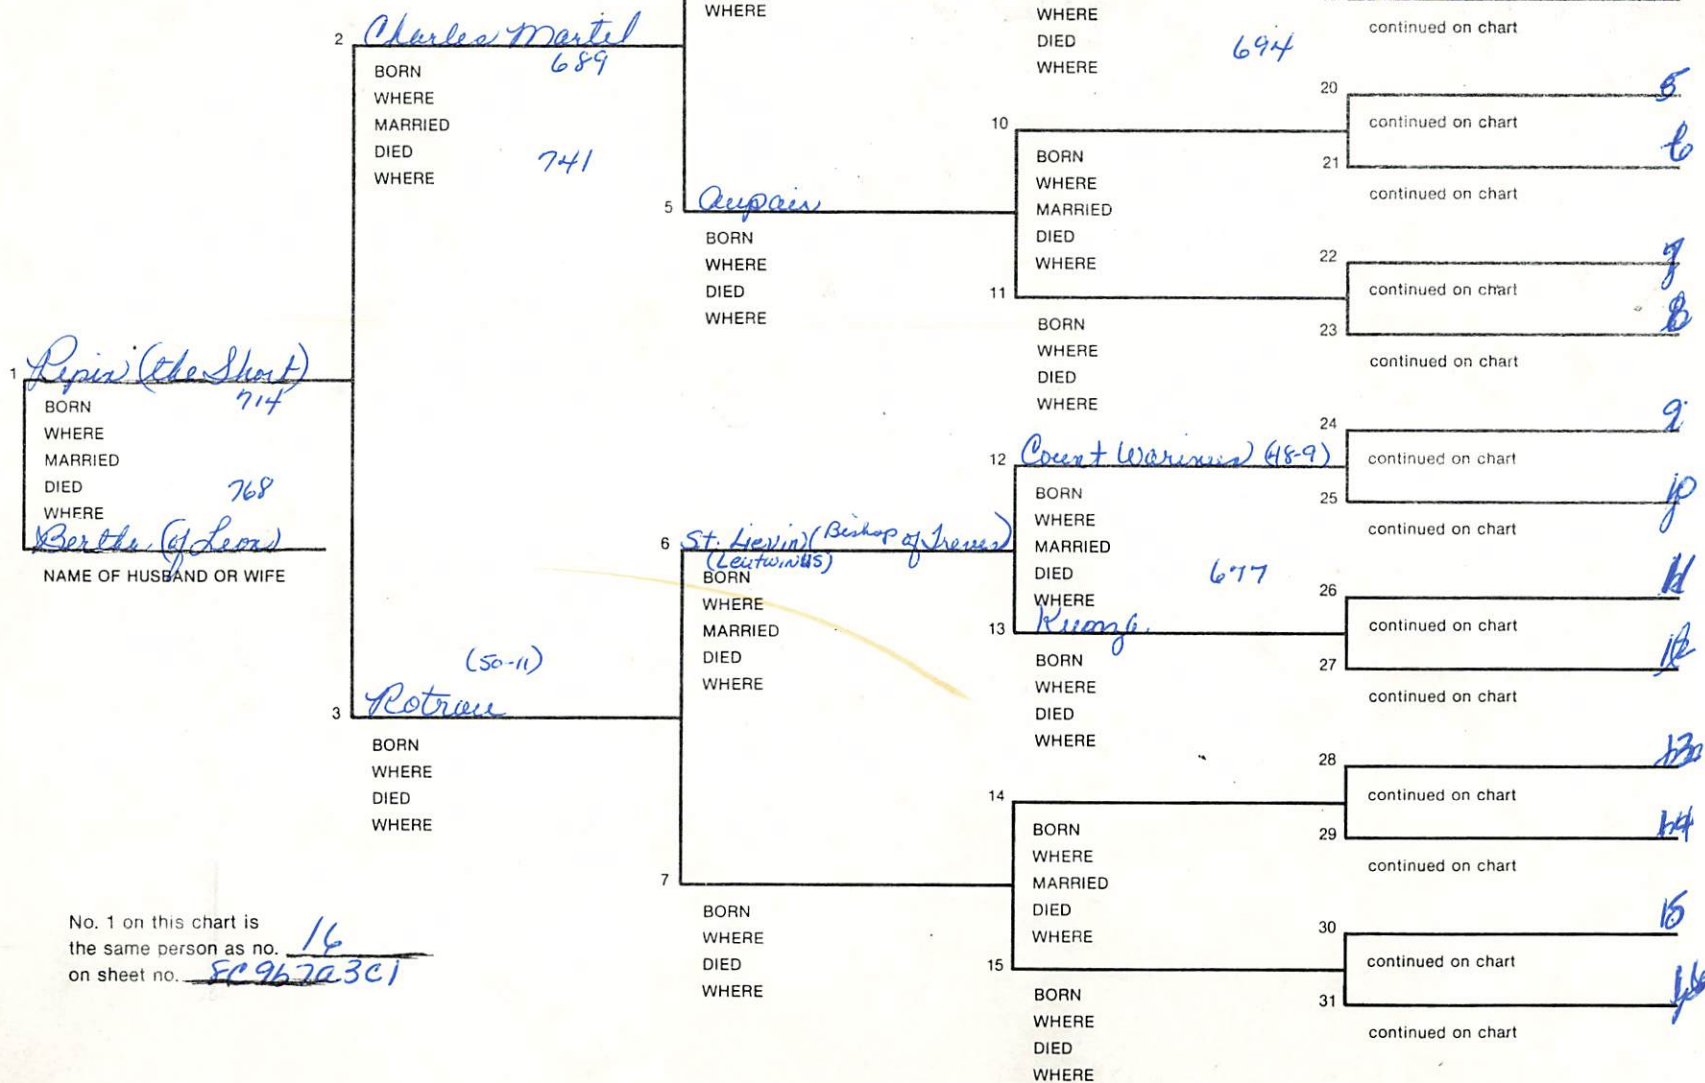 WHERE
WHERE
DIED 694
WHERE
continued on chart
2 Charles Martel
BORN 689
WHERE
MARRIED
DIED 741
WHERE
20 5
continued on chart
21
continued on chart
10
BORN
WHERE
MARRIED
DIED
WHERE
5 Aupais
BORN
WHERE
DIED
WHERE
22
continued on chart
23
continued on chart
11
BORN
WHERE
DIED
WHERE
1 Pepin (the Short)
BORN 714
WHERE
MARRIED
DIED 768
WHERE
Bertha (of Leon)
NAME OF HUSBAND OR WIFE
24
continued on chart
25
continued on chart
12 Count Warinus (48-9)
BORN
WHERE
MARRIED
DIED 677
WHERE
6 St. Lievin (Bishop of Treves)
(Leutwinus)
BORN
WHERE
MARRIED
DIED
WHERE
26
continued on chart
27
continued on chart
13 Kunza
BORN
WHERE
DIED
WHERE
(50-11)
3 Rotrou
BORN
WHERE
DIED
WHERE
28
continued on chart
29
continued on chart
14
BORN
WHERE
MARRIED
DIED
WHERE
7
BORN
WHERE
DIED
WHERE
30 15
continued on chart
31
continued on chart
15
BORN
WHERE
DIED
WHERE
No. 1 on this chart is
the same person as no. 16
on sheet no.